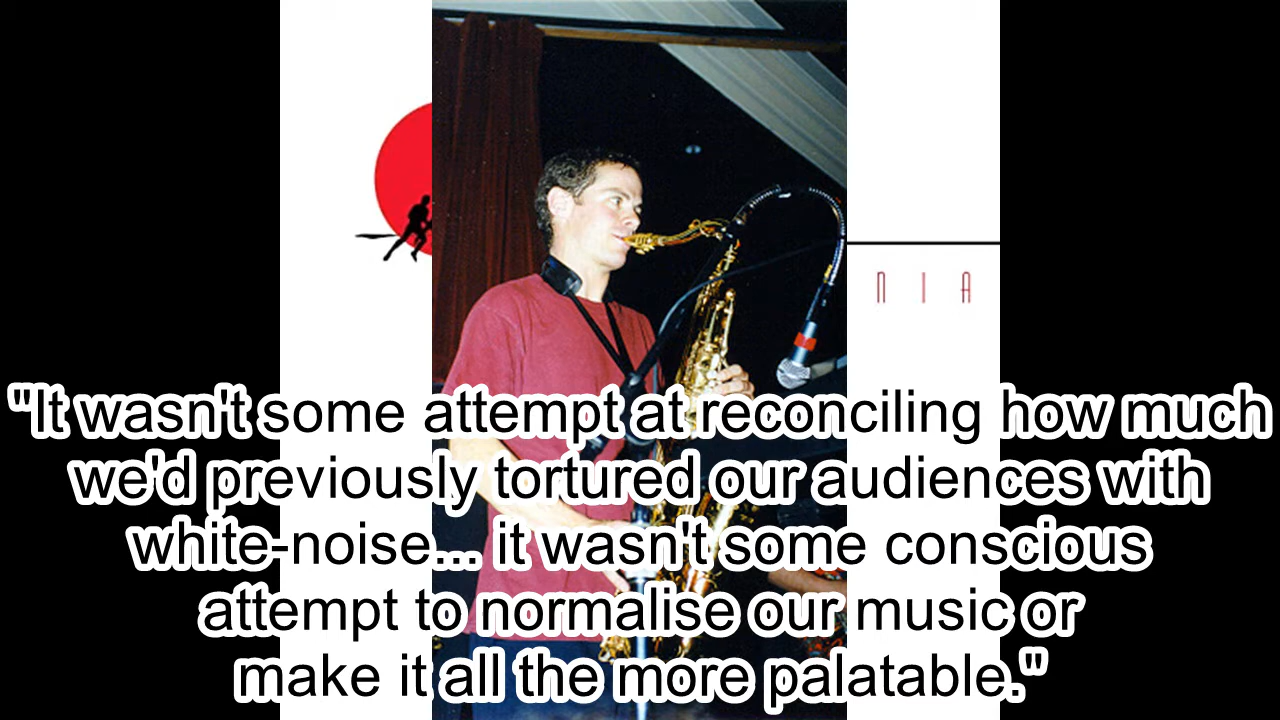 N I A
"It wasn't some attempt at reconciling how much
we'd previously tortured our audiences with
white-noise... it wasn't some conscious
attempt to normalise our music or
make it all the more palatable."